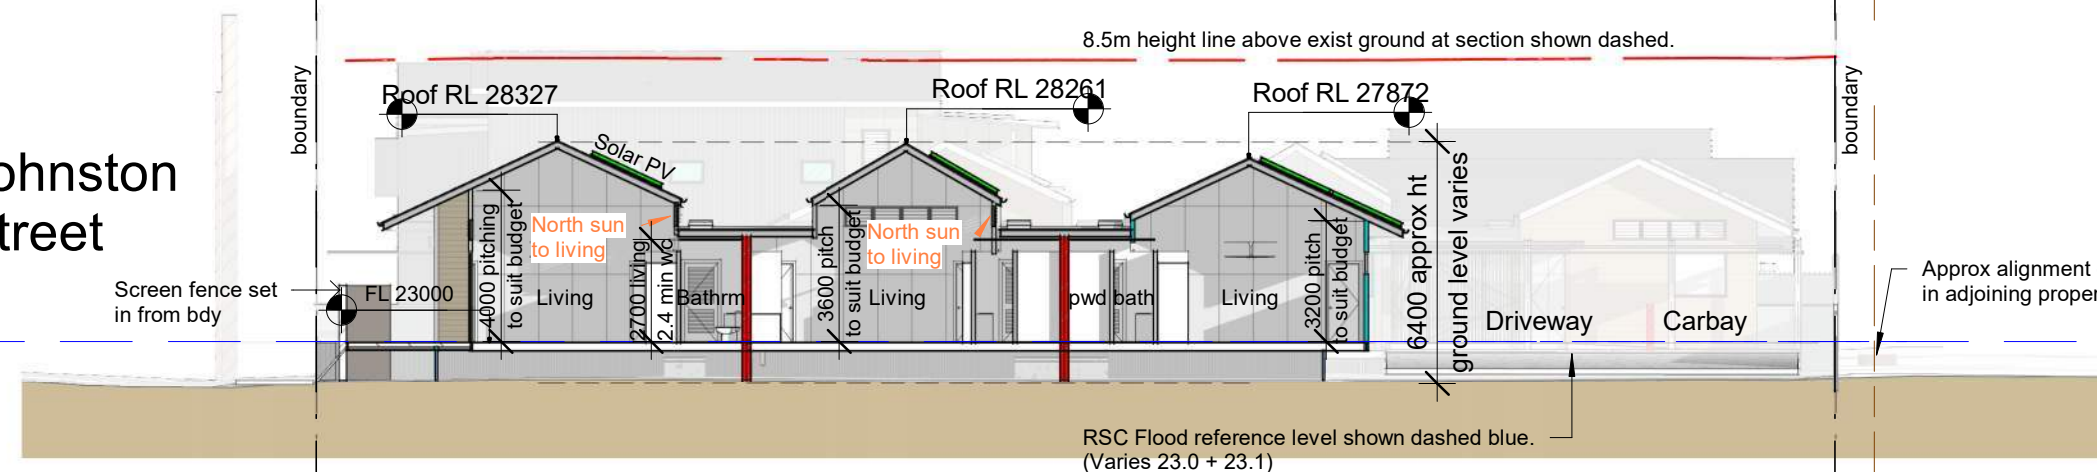 8.5m height line above exist ground at section shown dashed.
boundary
Roof RL 28327
Roof RL 28261
Roof RL 27872
boundary
ohnston
treet
Solar PV
North sun
to living
North sun
to living
4000 pitching
to suit budget
2700 living
2.4 min wc
3600 pitch
to suit budget
3200 pitch
to suit budget
6400 approx ht
ground level varies
Screen fence set
in from bdy
FL 23000
Living
Bathrm
Living
pwd bath
Living
Driveway
Carbay
Approx alignment
in adjoining proper
RSC Flood reference level shown dashed blue.
(Varies 23.0 + 23.1)